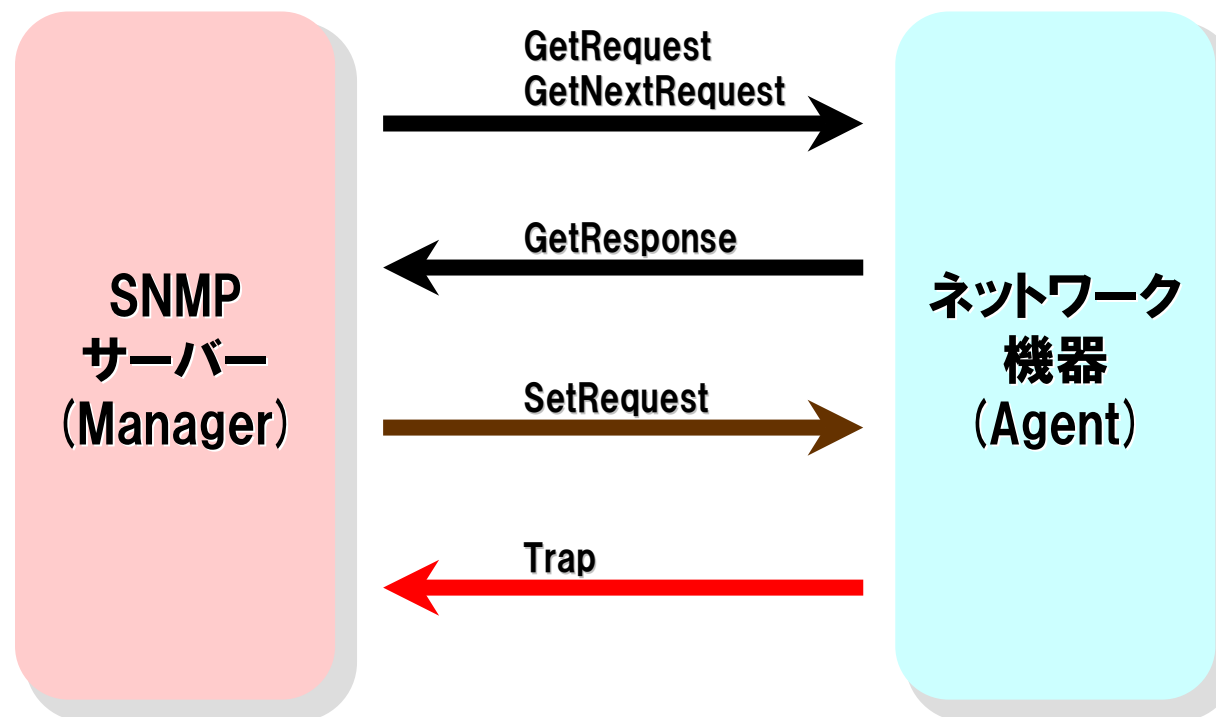 SNMP
サーバー
(Manager)
GetRequest
GetNextRequest
GetResponse
SetRequest
Trap
ネットワーク
機器
(Agent)